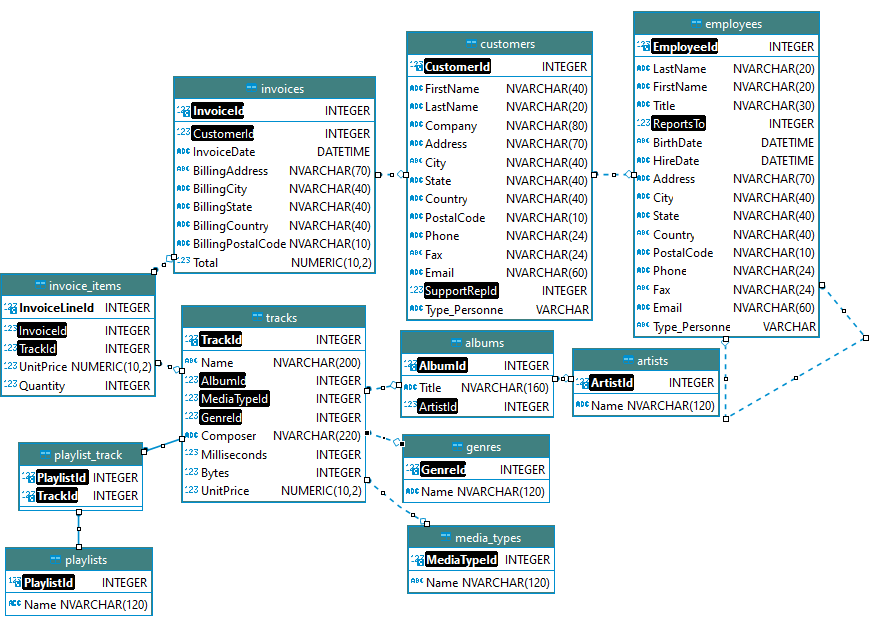 employees
EmployeeId INTEGER
LastName NVARCHAR(20)
FirstName NVARCHAR(20)
Title NVARCHAR(30)
ReportsTo INTEGER
BirthDate DATETIME
HireDate DATETIME
Address NVARCHAR(70)
City NVARCHAR(40)
State NVARCHAR(40)
Country NVARCHAR(40)
PostalCode NVARCHAR(10)
Phone NVARCHAR(24)
Fax NVARCHAR(24)
Email NVARCHAR(60)
Type_Personne VARCHAR
customers
CustomerId INTEGER
FirstName NVARCHAR(40)
LastName NVARCHAR(20)
Company NVARCHAR(80)
Address NVARCHAR(70)
City NVARCHAR(40)
State NVARCHAR(40)
Country NVARCHAR(40)
PostalCode NVARCHAR(10)
Phone NVARCHAR(24)
Fax NVARCHAR(24)
Email NVARCHAR(60)
SupportRepId INTEGER
Type_Personne VARCHAR
invoices
InvoiceId INTEGER
CustomerId INTEGER
InvoiceDate DATETIME
BillingAddress NVARCHAR(70)
BillingCity NVARCHAR(40)
BillingState NVARCHAR(40)
BillingCountry NVARCHAR(40)
BillingPostalCode NVARCHAR(10)
Total NUMERIC(10,2)
invoice_items
InvoiceLineId INTEGER
InvoiceId INTEGER
TrackId INTEGER
UnitPrice NUMERIC(10,2)
Quantity INTEGER
tracks
TrackId INTEGER
Name NVARCHAR(200)
AlbumId INTEGER
MediaTypeId INTEGER
GenreId INTEGER
Composer NVARCHAR(220)
Milliseconds INTEGER
Bytes INTEGER
UnitPrice NUMERIC(10,2)
albums
AlbumId INTEGER
Title NVARCHAR(160)
ArtistId INTEGER
artists
ArtistId INTEGER
Name NVARCHAR(120)
genres
GenreId INTEGER
Name NVARCHAR(120)
playlist_track
PlaylistId INTEGER
TrackId INTEGER
media_types
MediaTypeId INTEGER
Name NVARCHAR(120)
playlists
PlaylistId INTEGER
Name NVARCHAR(120)